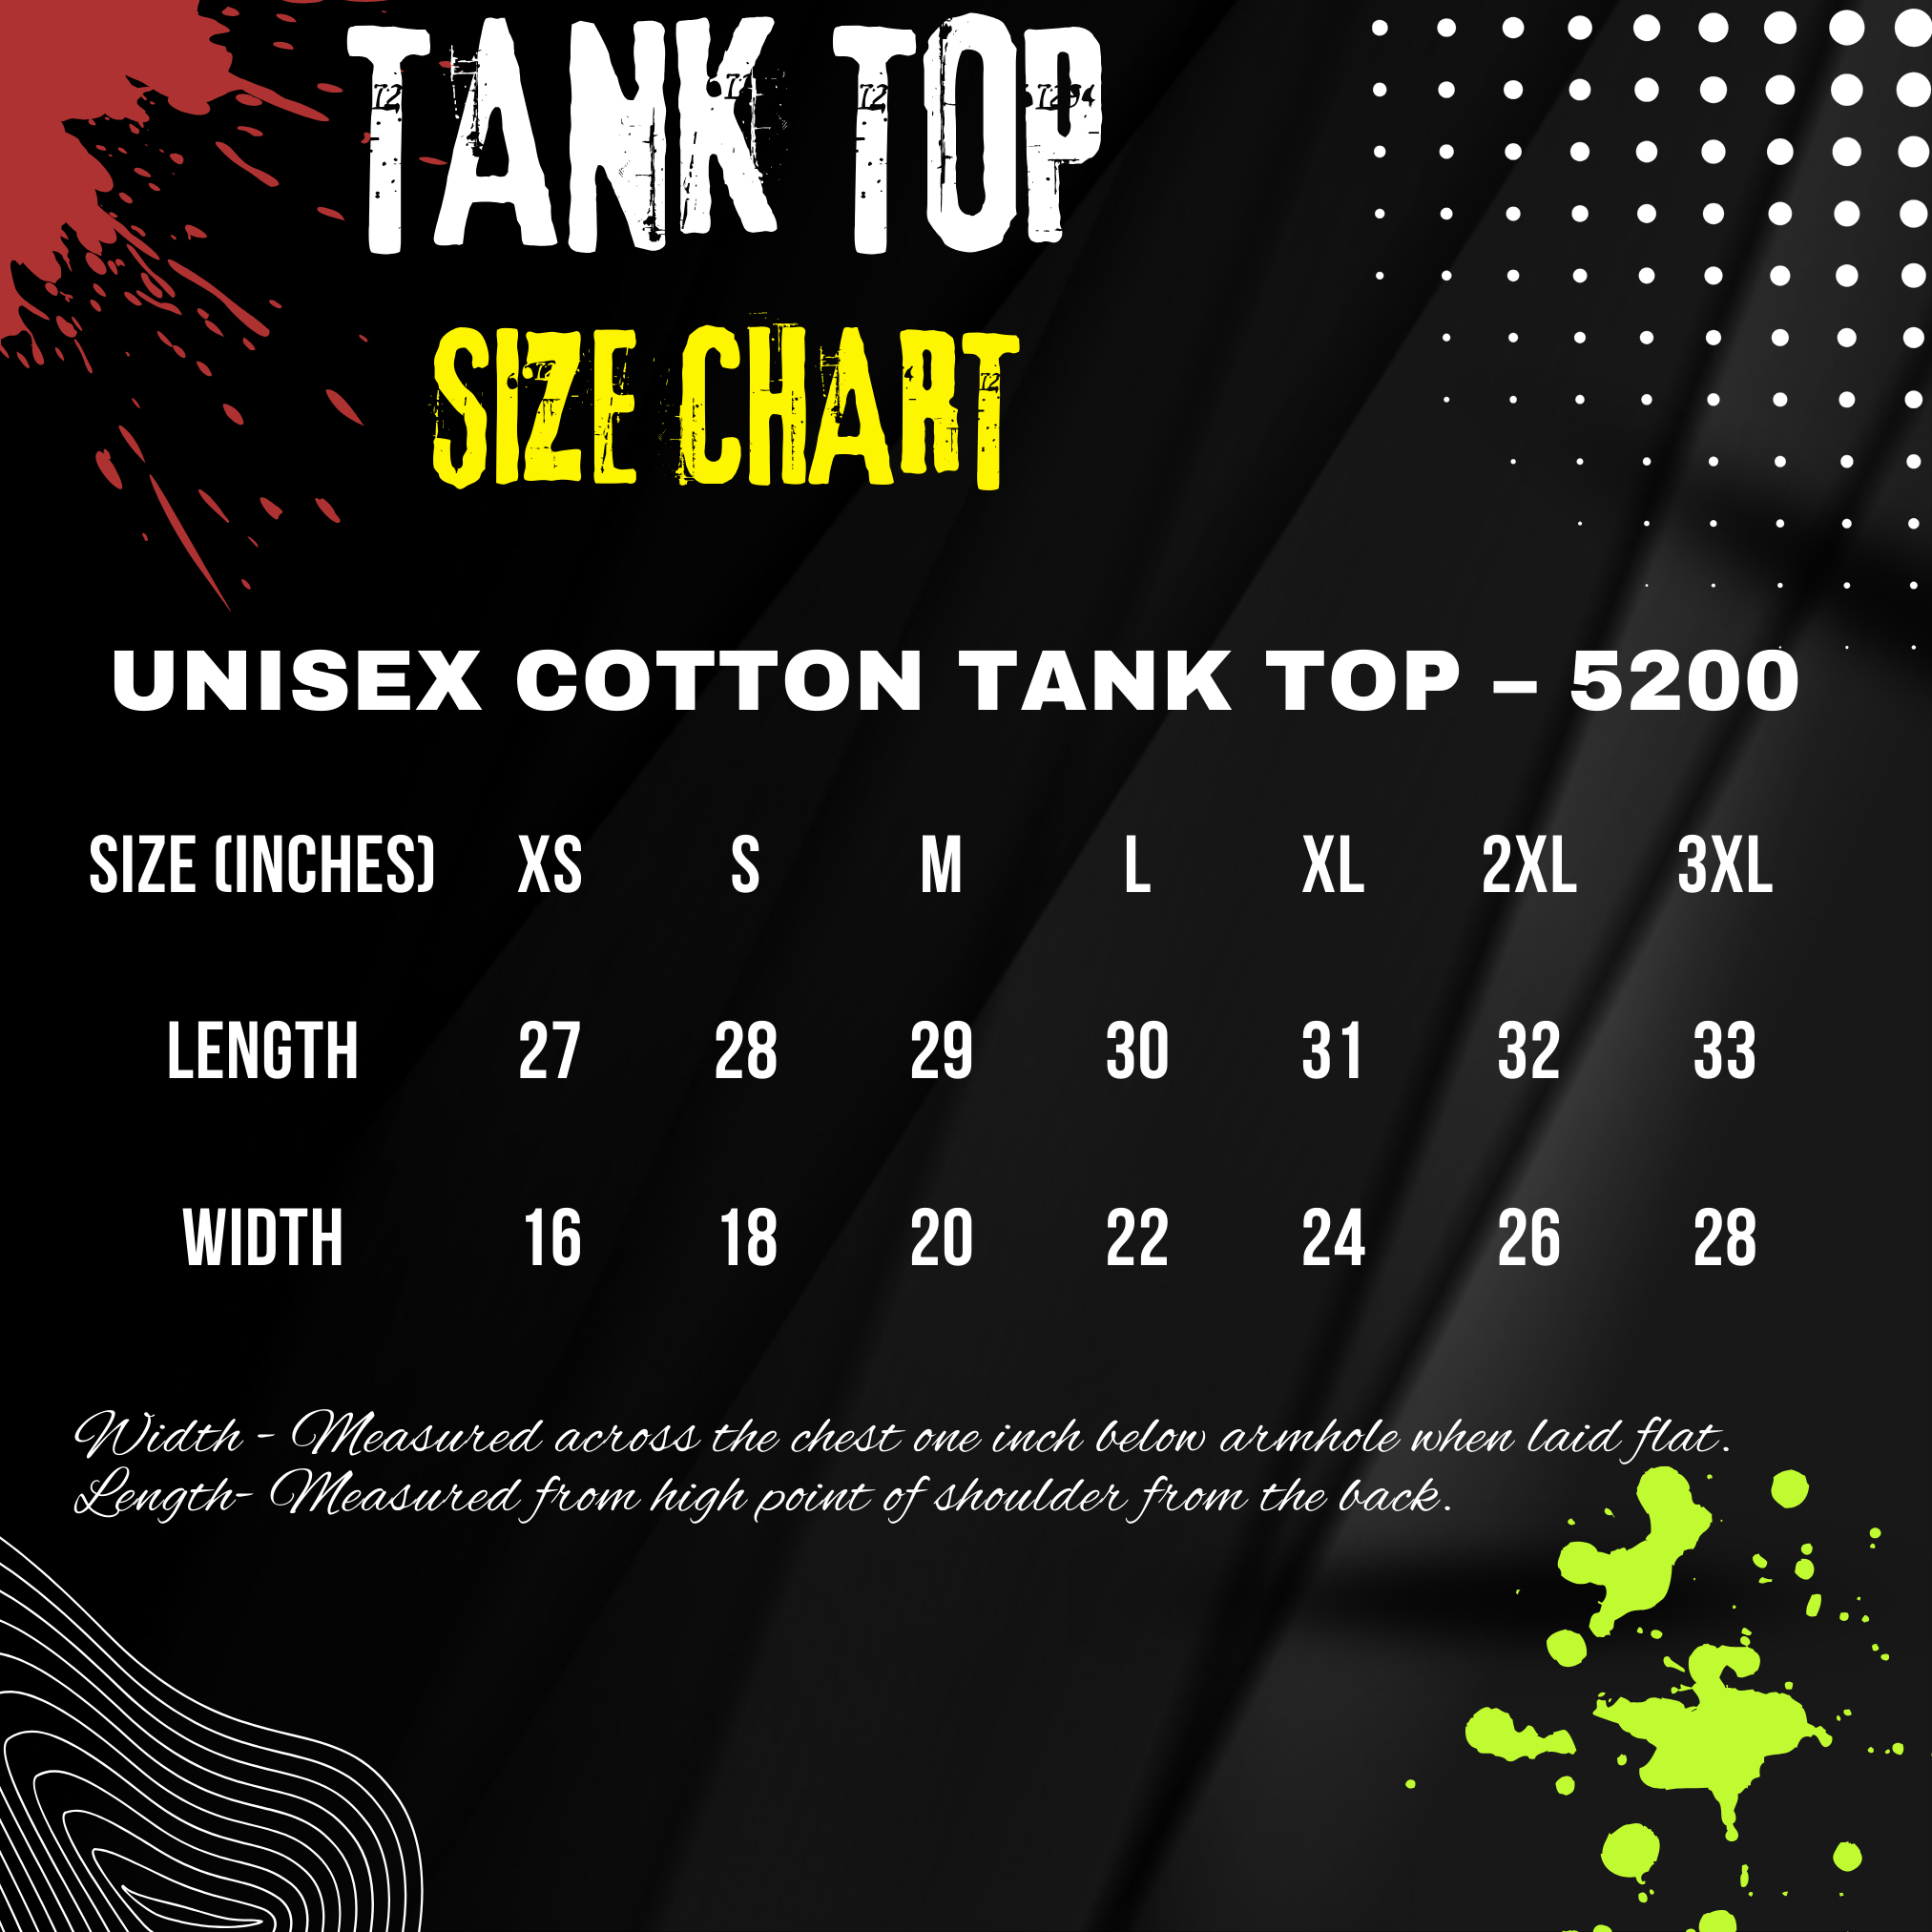 TANK TOP
SIZE CHART
UNISEX COTTON TANK TOP – 5200
SIZE (INCHES) XS S M L XL 2XL 3XL
LENGTH 27 28 29 30 31 32 33
WIDTH 16 18 20 22 24 26 28
Width - Measured across the chest one inch below armhole when laid flat.
Length- Measured from high point of shoulder from the back.